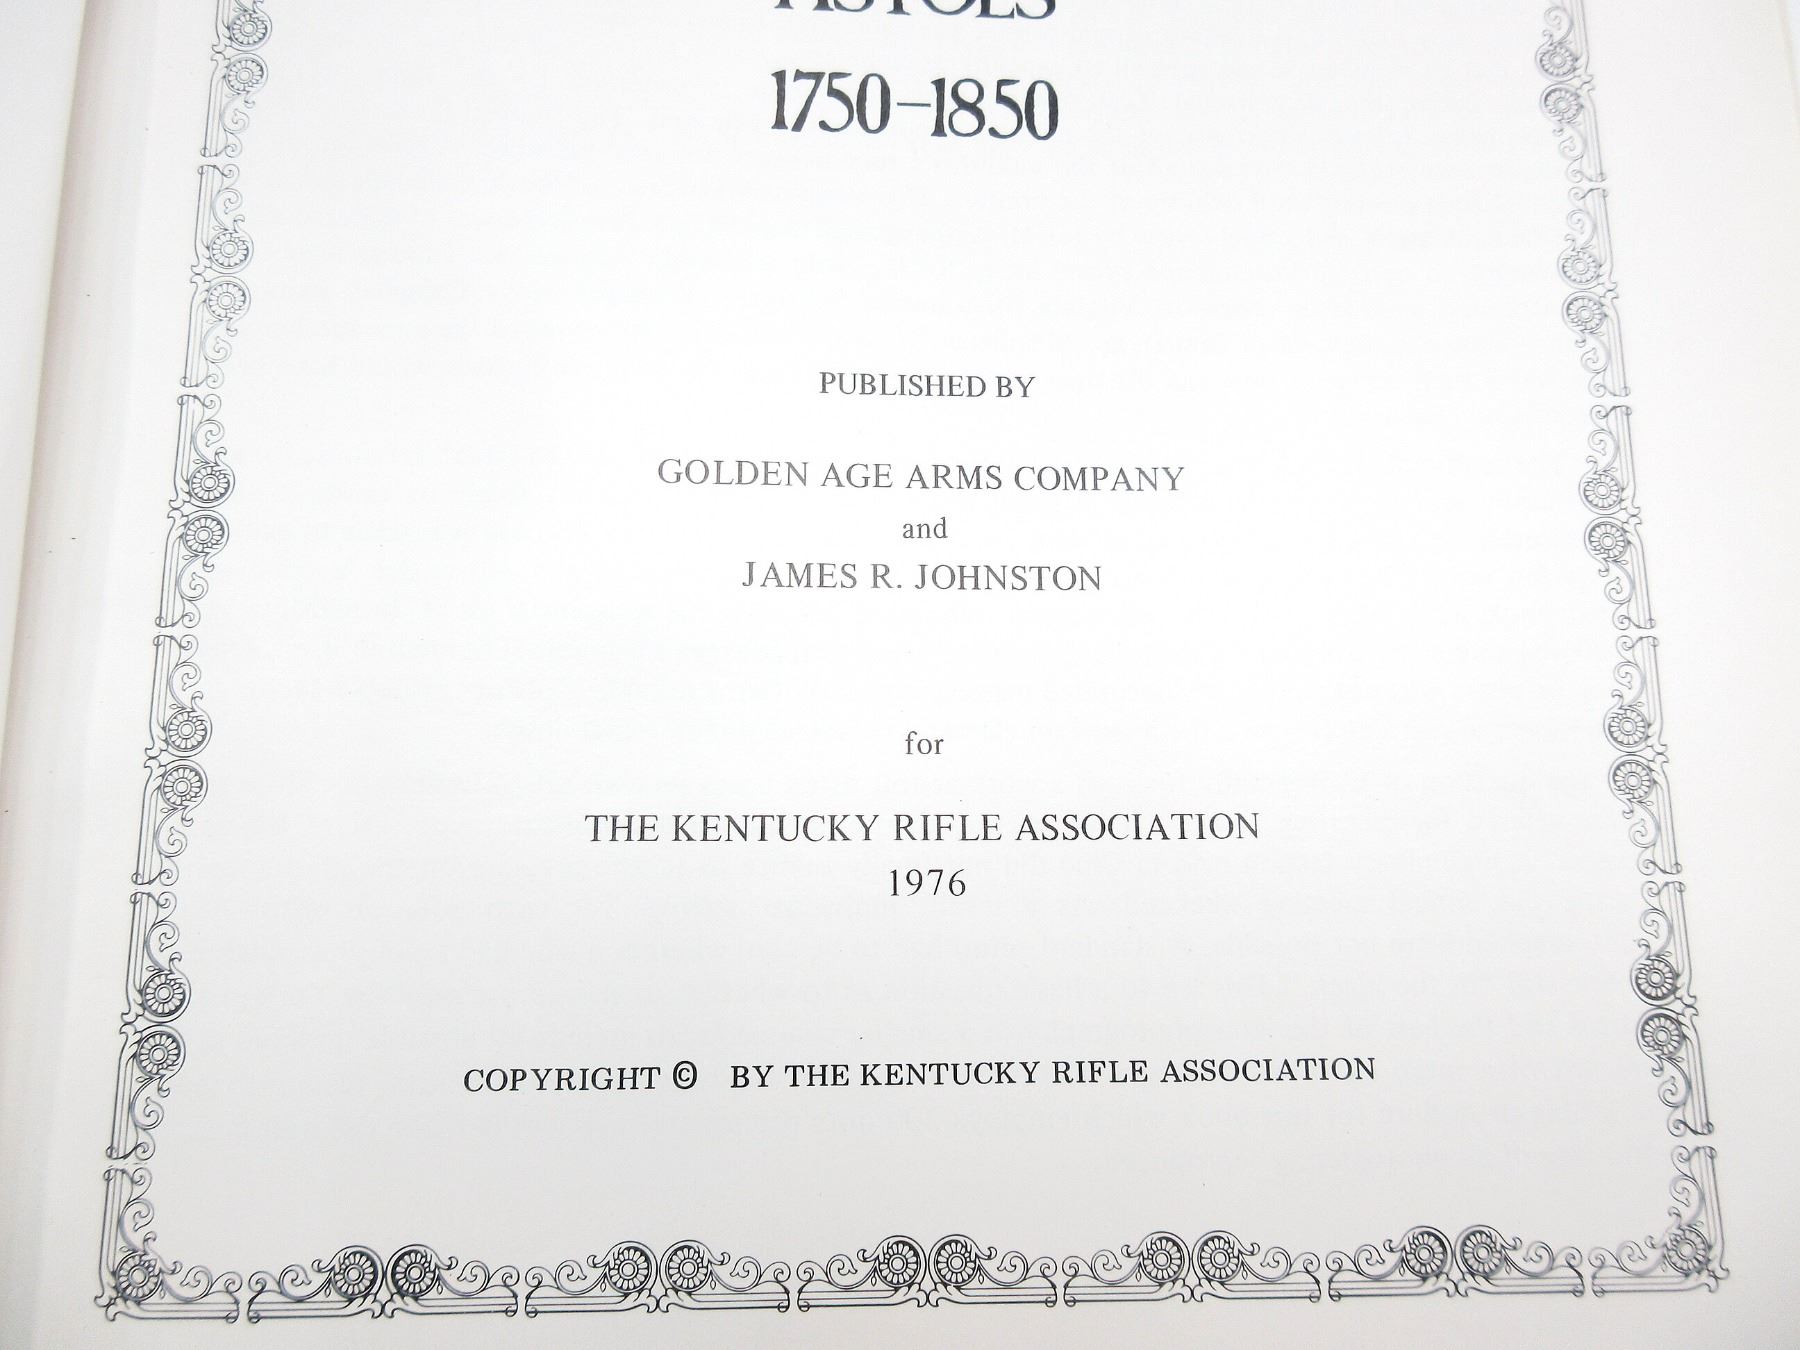 PISTOLS
1750–1850
PUBLISHED BY
GOLDEN AGE ARMS COMPANY
and
JAMES R. JOHNSTON
for
THE KENTUCKY RIFLE ASSOCIATION
1976
COPYRIGHT © BY THE KENTUCKY RIFLE ASSOCIATION